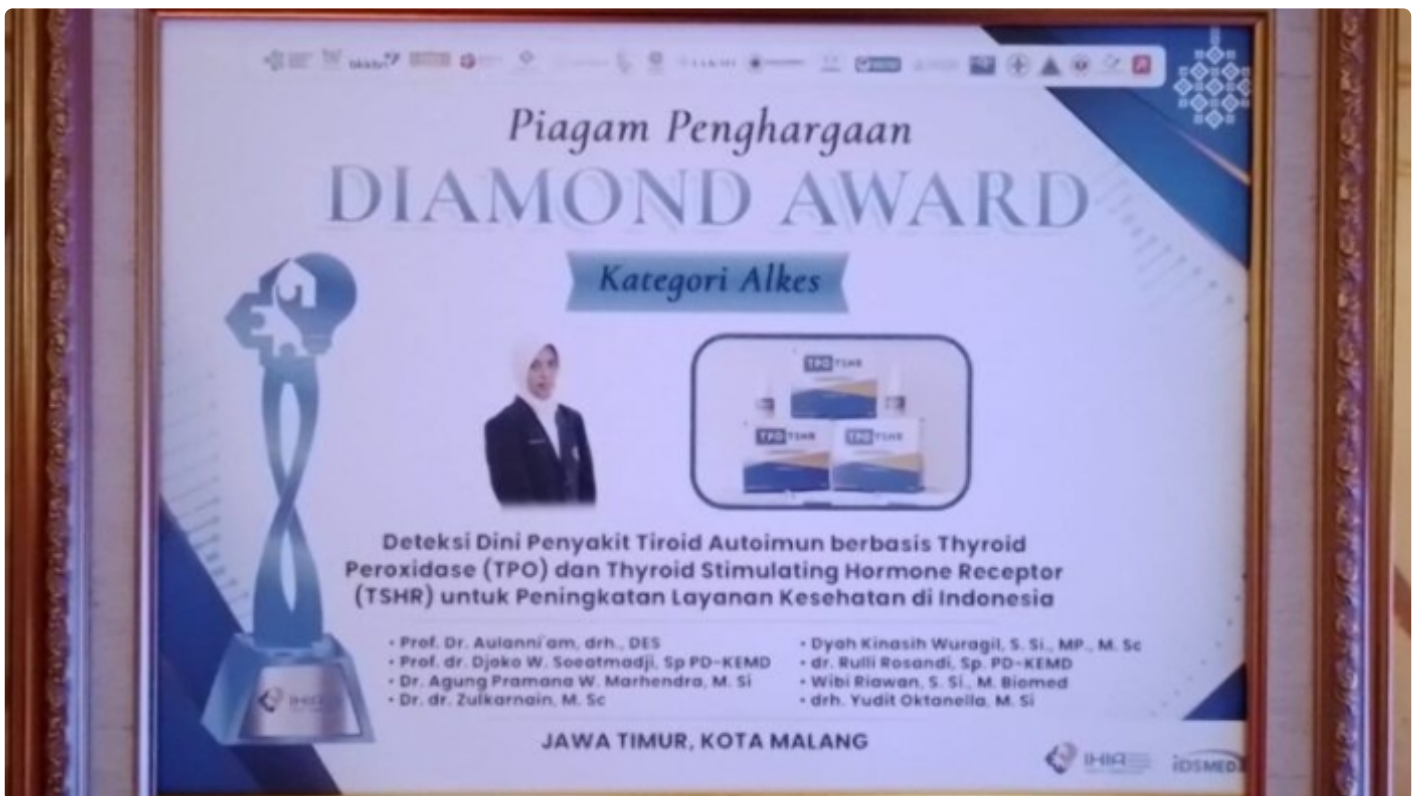 bkkbn
Piagam Penghargaan
DIAMOND AWARD
Kategori Alkes
TPO TSHR
TPO TSHR
TPO TSHR
Deteksi Dini Penyakit Tiroid Autoimun berbasis Thyroid
Peroxidase (TPO) dan Thyroid Stimulating Hormone Receptor
(TSHR) untuk Peningkatan Layanan Kesehatan di Indonesia
• Prof. Dr. Aulanni'am, drh., DES
• Prof. dr. Djoko W. Soeatmadji, Sp PD-KEMD
• Dr. Agung Pramana W. Marhendra, M. Si
• Dr. dr. Zulkarnain, M. Sc
• Dyah Kinasih Wuragil, S. Si., MP., M. Sc
• dr. Rulli Rosandi, Sp. PD-KEMD
• Wibi Riawan, S. Si., M. Biomed
• drh. Yudit Oktanella, M. Si
IHIA
JAWA TIMUR, KOTA MALANG
IHIA
iDSMED